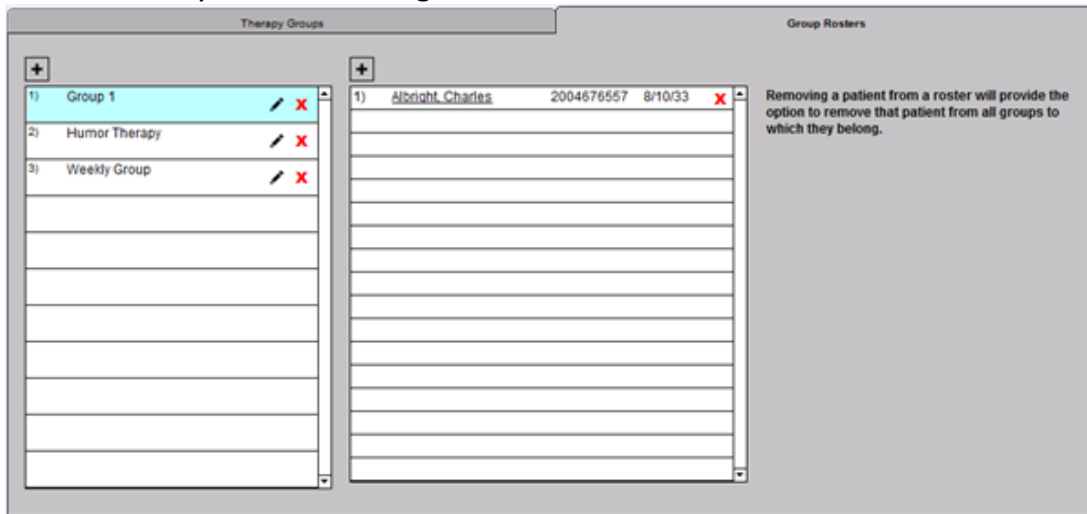 Therapy Groups
Group Rosters
1) Group 1 X
2) Humor Therapy X
3) Weekly Group X
1) Albright, Charles 2004676557 8/10/33 X
Removing a patient from a roster will provide the
option to remove that patient from all groups to
which they belong.